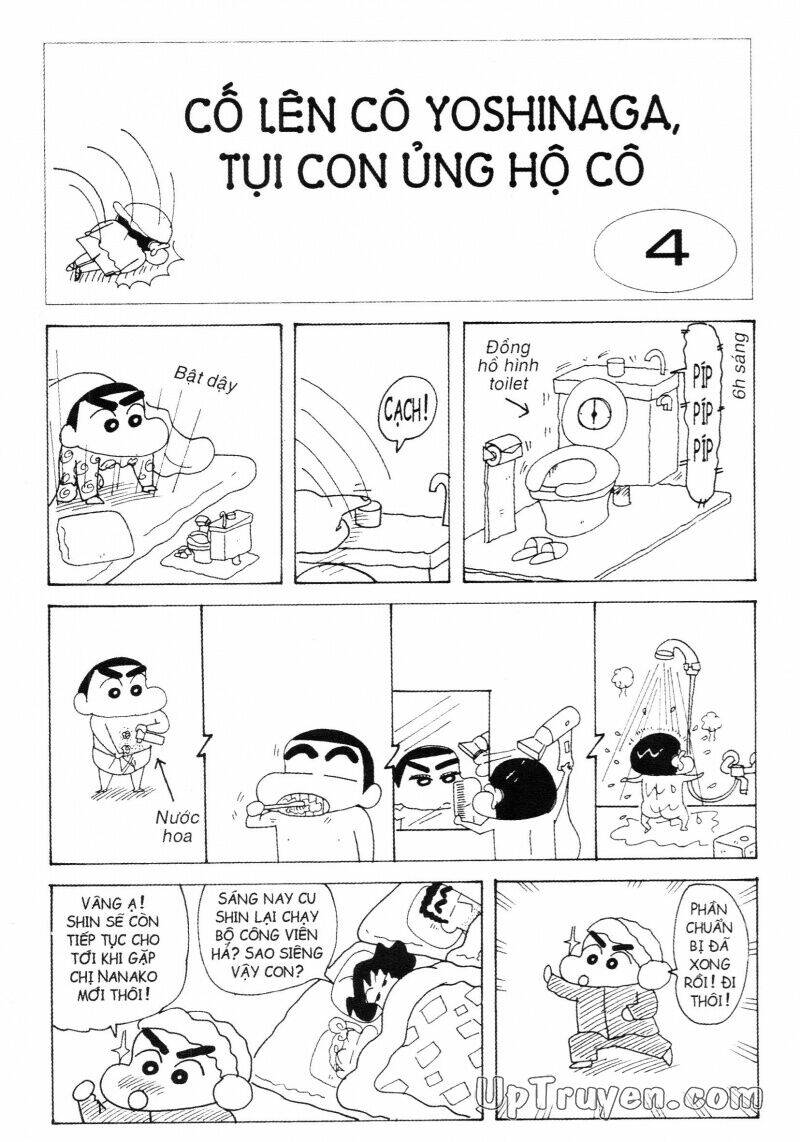 CỐ LÊN CÔ YOSHINAGA,
TỤI CON ỦNG HỘ CÔ
4
Đồng
hồ hình
toilet
PÍP
PÍP
PÍP
6h sáng
CẠCH!
Bật dậy
Nước
hoa
PHẦN
CHUẨN
BỊ ĐÃ
XONG
RỒI! ĐI
THÔI!
SÁNG NAY CU
SHIN LẠI CHẠY
BỘ CÔNG VIÊN
HẢ? SAO SIÊNG
VẬY CON?
VÂNG Ạ!
SHIN SẼ CÒN
TIẾP TỤC CHO
TỚI KHI GẶP
CHỊ NANAKO
MỚI THÔI!
UpTruyen.com